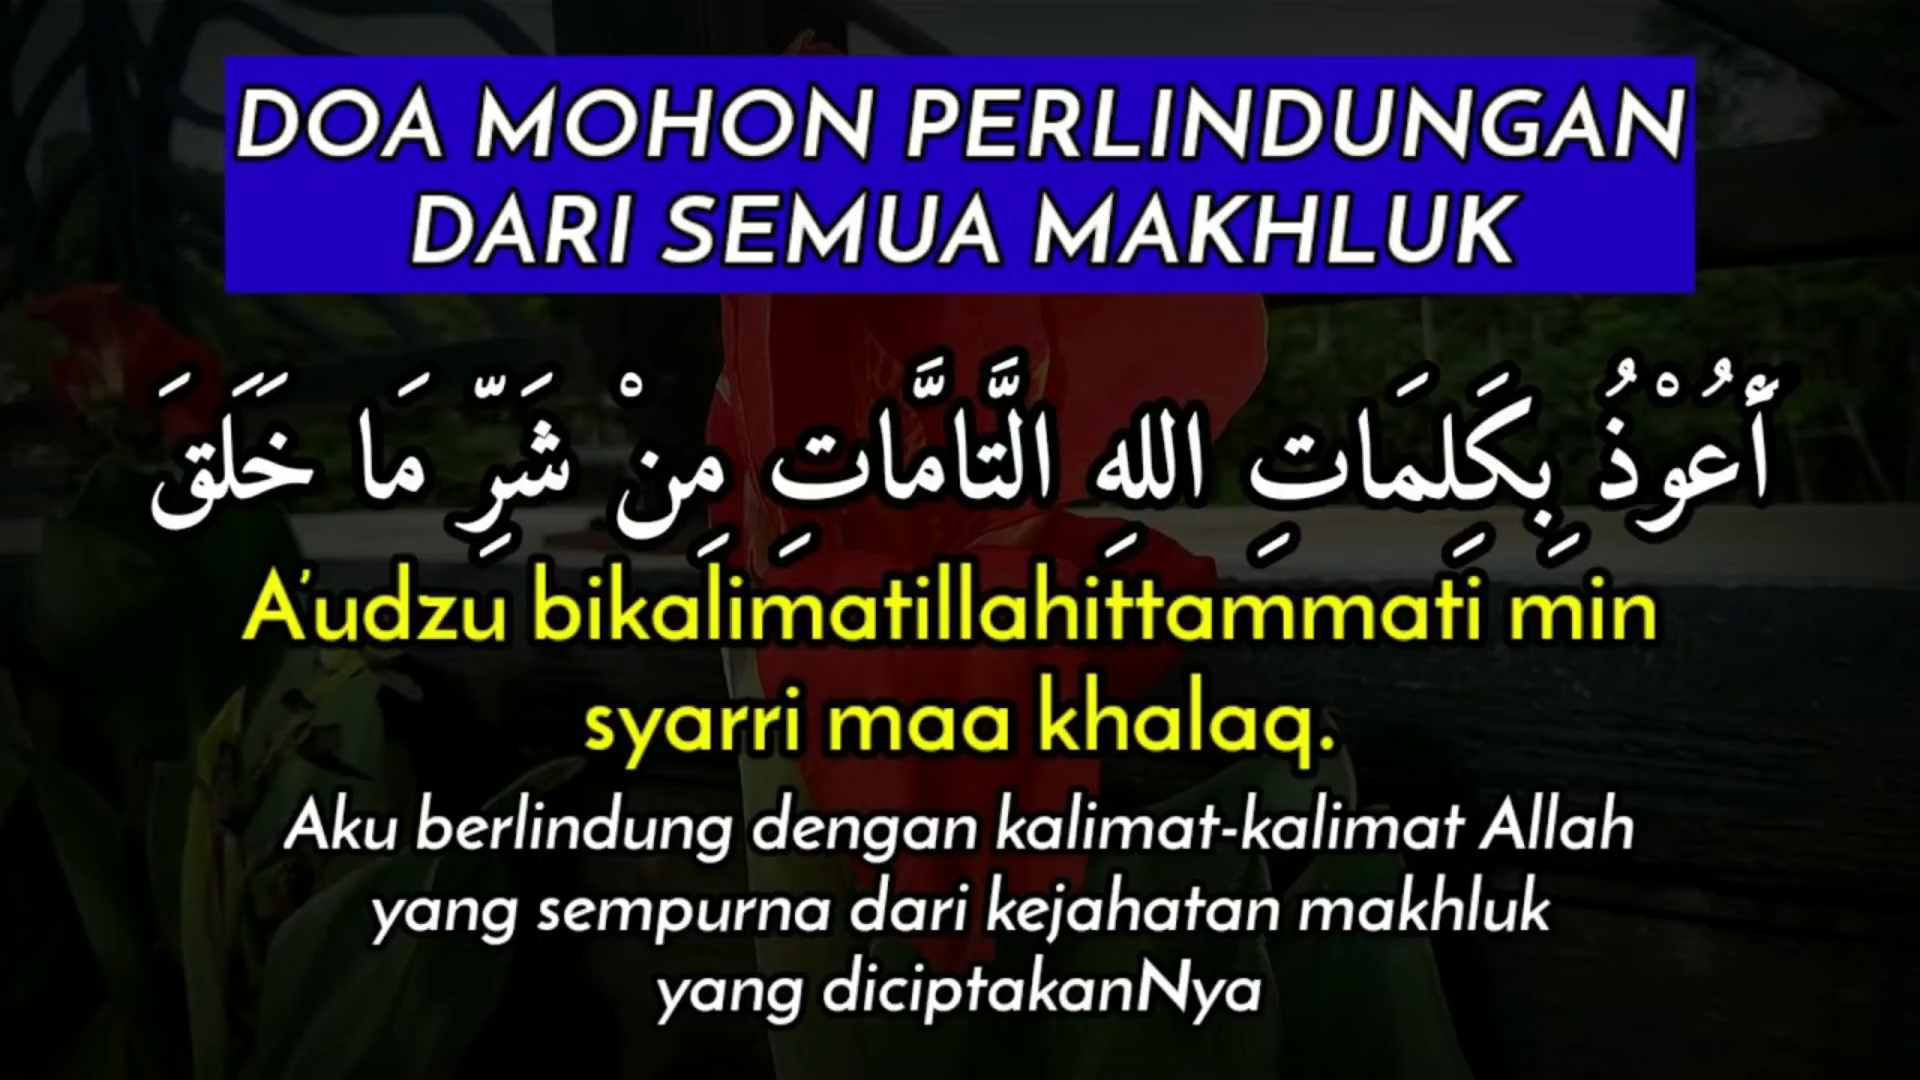 DOA MOHON PERLINDUNGAN
DARI SEMUA MAKHLUK
أَعُوْذُ بِكَلِمَاتِ اللهِ التَّامَّاتِ مِنْ شَرِّ مَا خَلَقَ
A'udzu bikalimatillahittammati min
syarri maa khalaq.
Aku berlindung dengan kalimat-kalimat Allah
yang sempurna dari kejahatan makhluk
yang diciptakanNya